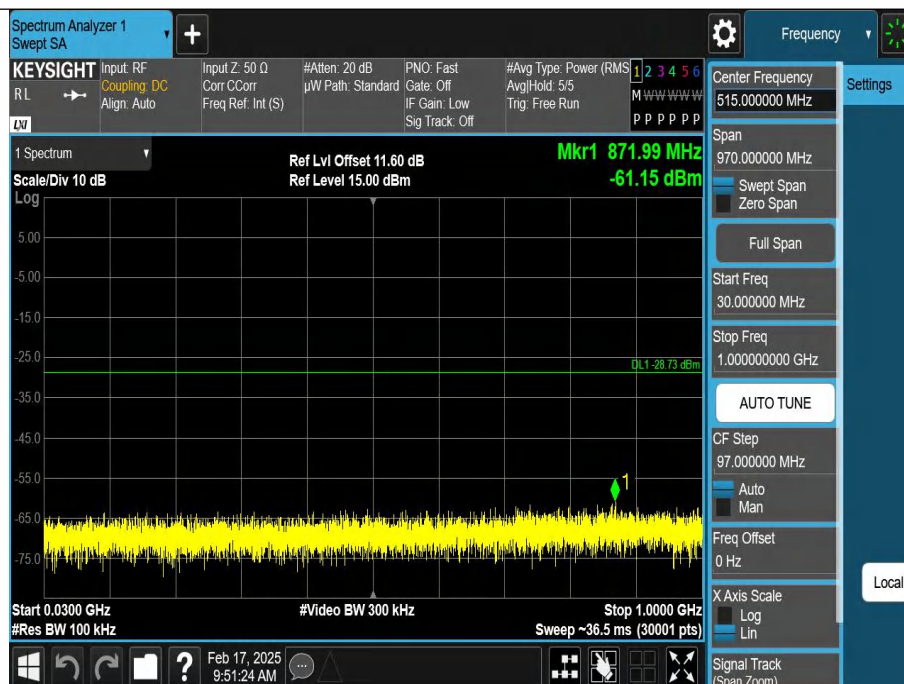 Spectrum Analyzer 1
Swept SA
+
Frequency
KEYSIGHT
RL
LXI
Input: RF
Coupling: DC
Align: Auto
Input Z: 50 Ω
Corr CCorr
Freq Ref: Int (S)
#Atten: 20 dB
µW Path: Standard
PNO: Fast
Gate: Off
IF Gain: Low
Sig Track: Off
#Avg Type: Power (RMS
Avg|Hold: 5/5
Trig: Free Run
1 2 3 4 5 6
M W W W W W
P P P P P P
1 Spectrum
Scale/Div 10 dB
Log
Ref Lvl Offset 11.60 dB
Ref Level 15.00 dBm
Mkr1 871.99 MHz
-61.15 dBm
5.00
-5.00
-15.0
-25.0
DL1 -28.73 dBm
-35.0
-45.0
-55.0
1
-65.0
-75.0
Start 0.0300 GHz
#Res BW 100 kHz
#Video BW 300 kHz
Stop 1.0000 GHz
Sweep ~36.5 ms (30001 pts)
Center Frequency
515.000000 MHz
Span
970.000000 MHz
Swept Span
Zero Span
Full Span
Start Freq
30.000000 MHz
Stop Freq
1.000000000 GHz
AUTO TUNE
CF Step
97.000000 MHz
Auto
Man
Freq Offset
0 Hz
X Axis Scale
Log
Lin
Signal Track
(Span Zoom)
Settings
Local
?
Feb 17, 2025
9:51:24 AM